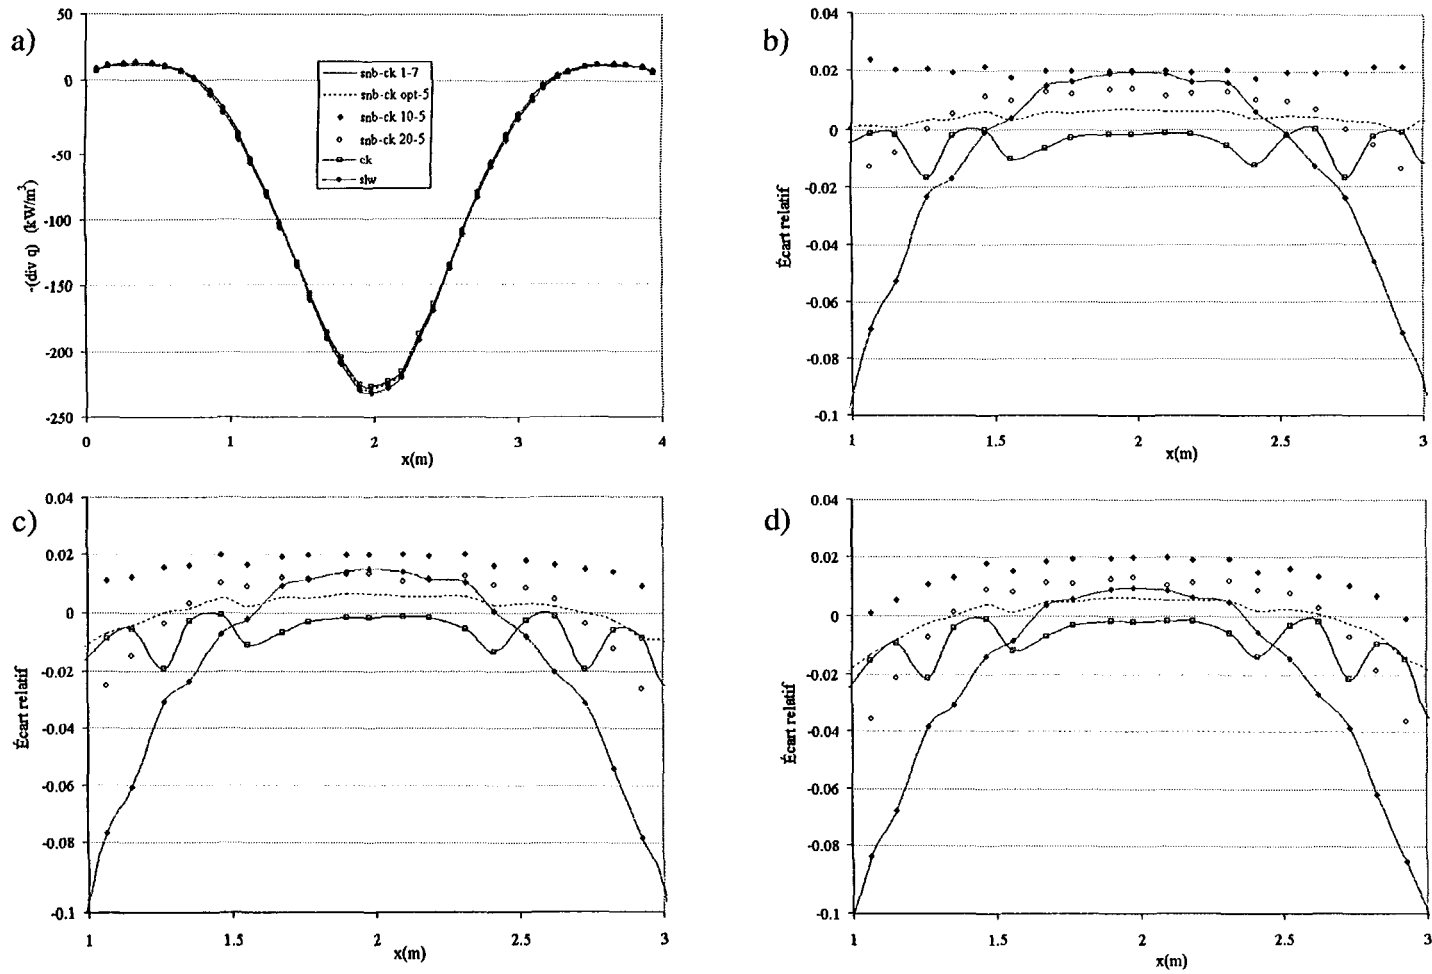 a)
50
0
-50
-100
-150
-200
-250
-(div q) (kW/m³)
0 1 2 3 4
x(m)
snb-ck 1-7
snb-ck opt-5
snb-ck 10-5
snb-ck 20-5
ck
slw
b)
0.04
0.02
0
-0.02
-0.04
-0.06
-0.08
-0.1
Écart relatif
1 1.5 2 2.5 3
x(m)
c)
0.04
0.02
0
-0.02
-0.04
-0.06
-0.08
-0.1
Écart relatif
1 1.5 2 2.5 3
x(m)
d)
0.04
0.02
0
-0.02
-0.04
-0.06
-0.08
-0.1
Écart relatif
1 1.5 2 2.5 3
x(m)